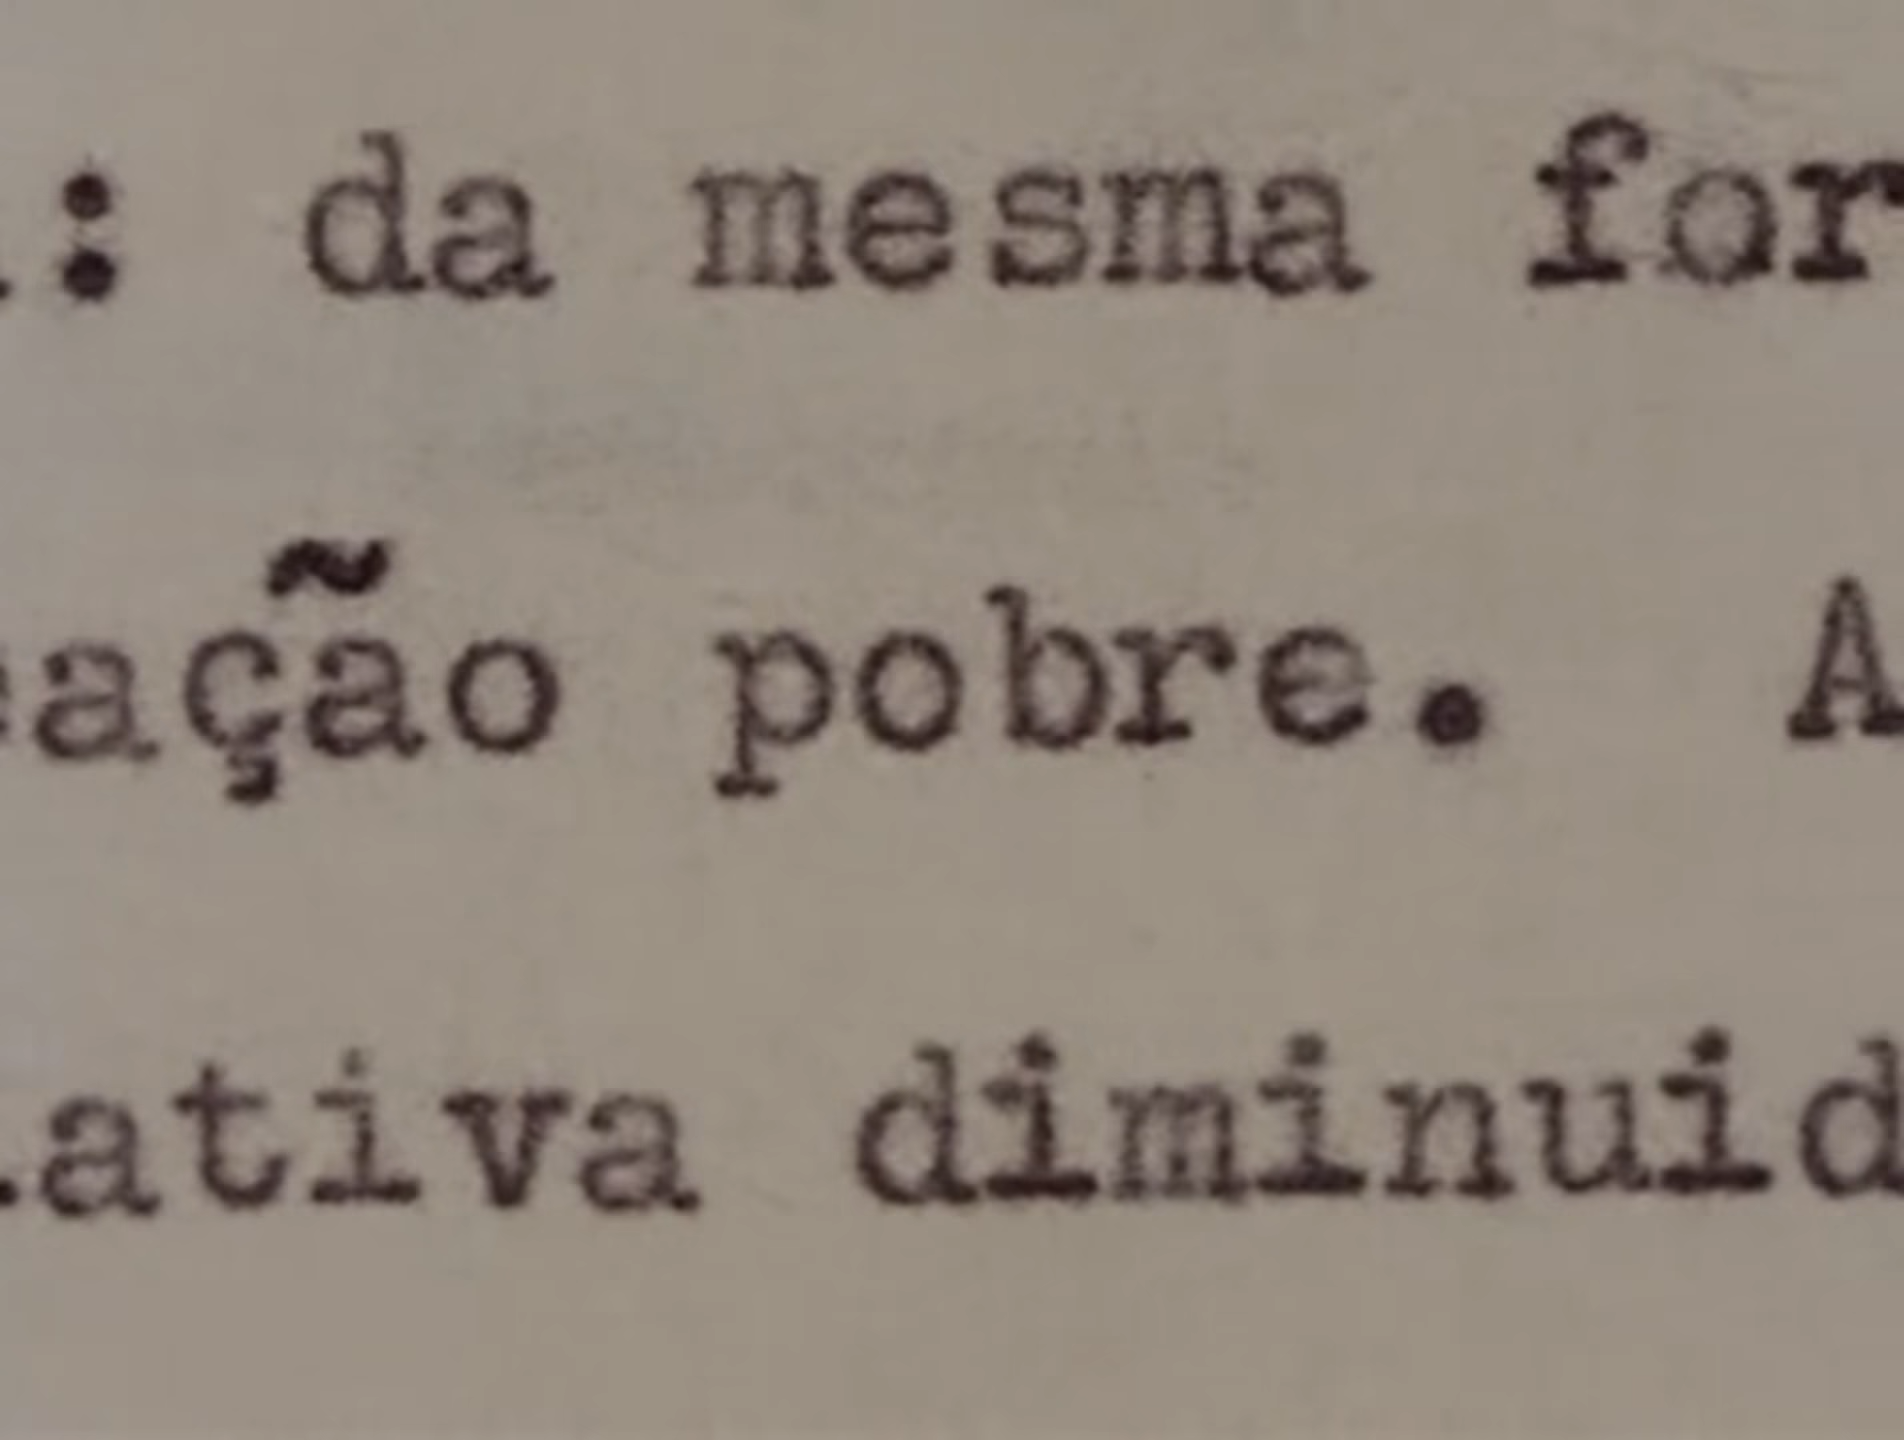 : da mesma for
ação pobre. A
ativa diminuid